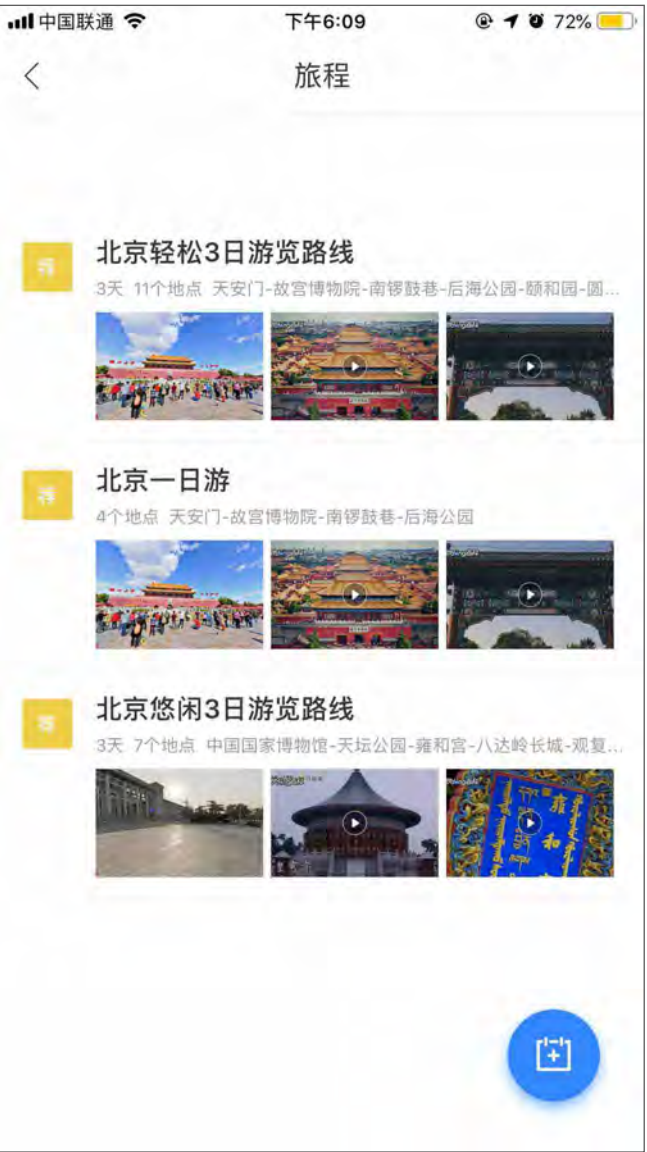 中国联通 下午6:09 72%
旅程
北京轻松3日游览路线
3天 11个地点 天安门-故宫博物院-南锣鼓巷-后海公园-颐和园-圆...
北京一日游
4个地点 天安门-故宫博物院-南锣鼓巷-后海公园
北京悠闲3日游览路线
3天 7个地点 中国国家博物馆-天坛公园-雍和宫-八达岭长城-观复...
雍
和